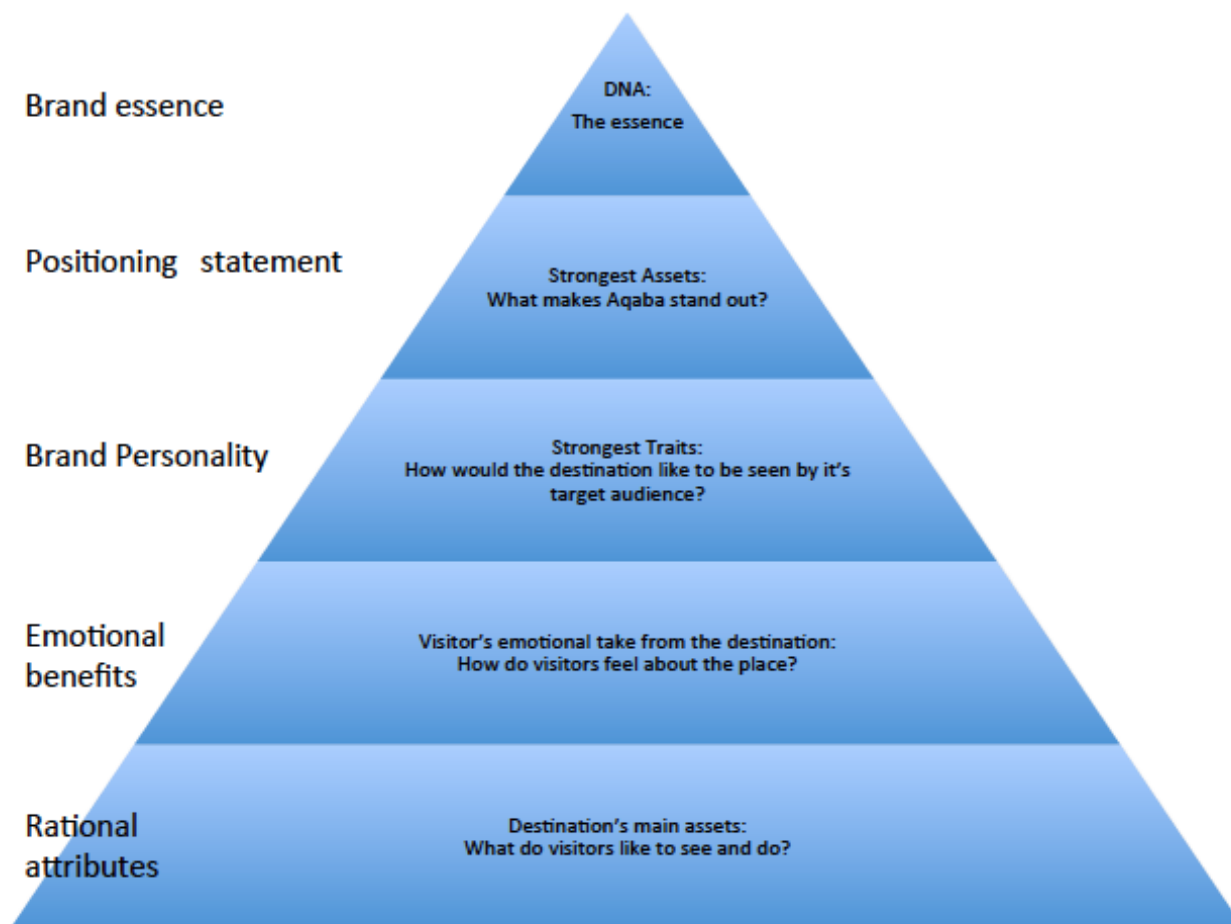 Brand essence
DNA:
The essence
Positioning statement
Strongest Assets:
What makes Aqaba stand out?
Brand Personality
Strongest Traits:
How would the destination like to be seen by it's
target audience?
Emotional
benefits
Visitor's emotional take from the destination:
How do visitors feel about the place?
Rational
attributes
Destination's main assets:
What do visitors like to see and do?